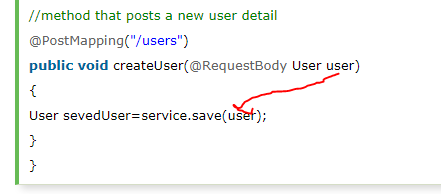 //method that posts a new user detail
@PostMapping("/users")
public void createUser(@RequestBody User user)
{
User sevedUser=service.save(user);
}
}